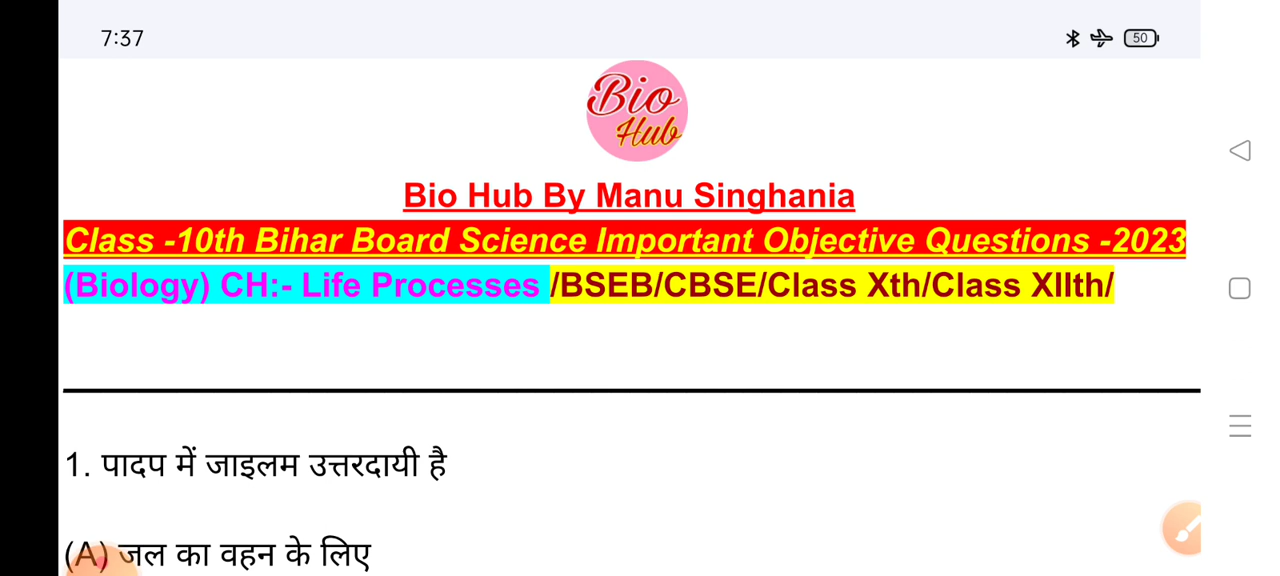 7:37
50
Bio
Hub
Bio Hub By Manu Singhania
Class -10th Bihar Board Science Important Objective Questions -2023
(Biology) CH:- Life Processes /BSEB/CBSE/Class Xth/Class XIIth/
1. पादप में जाइलम उत्तरदायी है
(A) जल का वहन के लिए